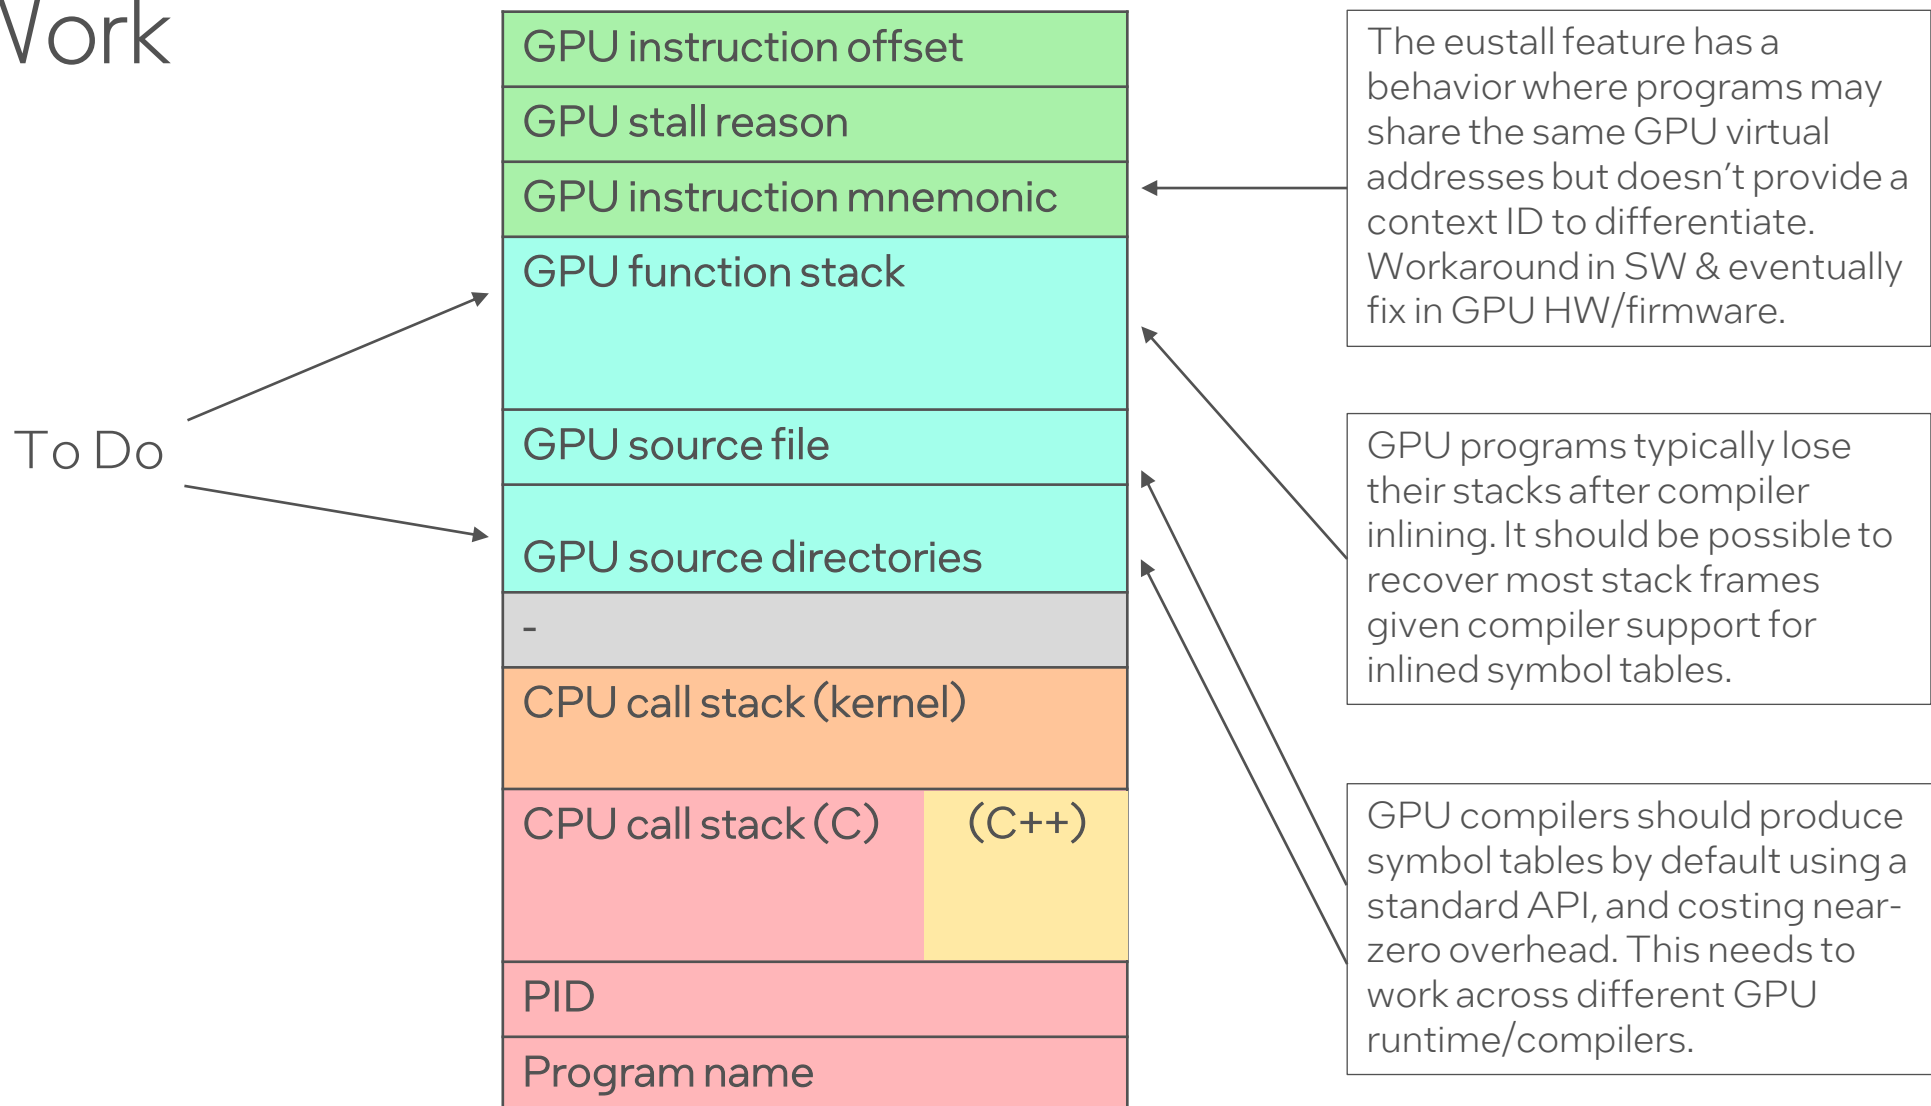 Work
GPU instruction offset
GPU stall reason
GPU instruction mnemonic
GPU function stack
To Do
GPU source file
GPU source directories
-
CPU call stack (kernel)
CPU call stack (C)
(C++)
PID
Program name
The eustall feature has a
behavior where programs may
share the same GPU virtual
addresses but doesn't provide a
context ID to differentiate.
Workaround in SW & eventually
fix in GPU HW/firmware.
GPU programs typically lose
their stacks after compiler
inlining. It should be possible to
recover most stack frames
given compiler support for
inlined symbol tables.
GPU compilers should produce
symbol tables by default using a
standard API, and costing near-
zero overhead. This needs to
work across different GPU
runtime/compilers.